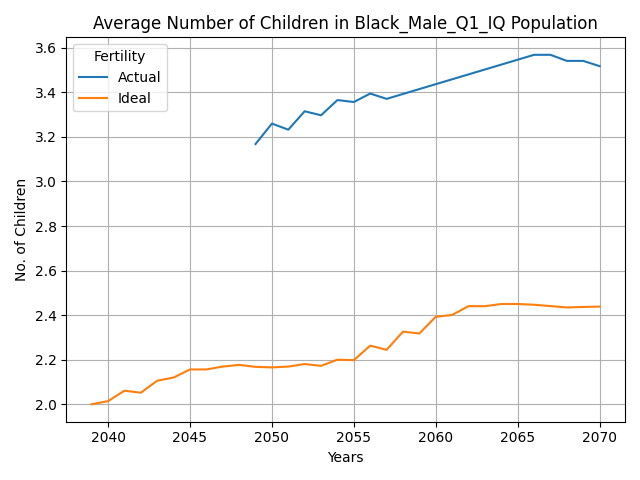 Average Number of Children in Black_Male_Q1_IQ Population
Fertility
Actual
Ideal
3.6
3.4
3.2
3.0
2.8
2.6
2.4
2.2
2.0
No. of Children
2040 2045 2050 2055 2060 2065 2070
Years